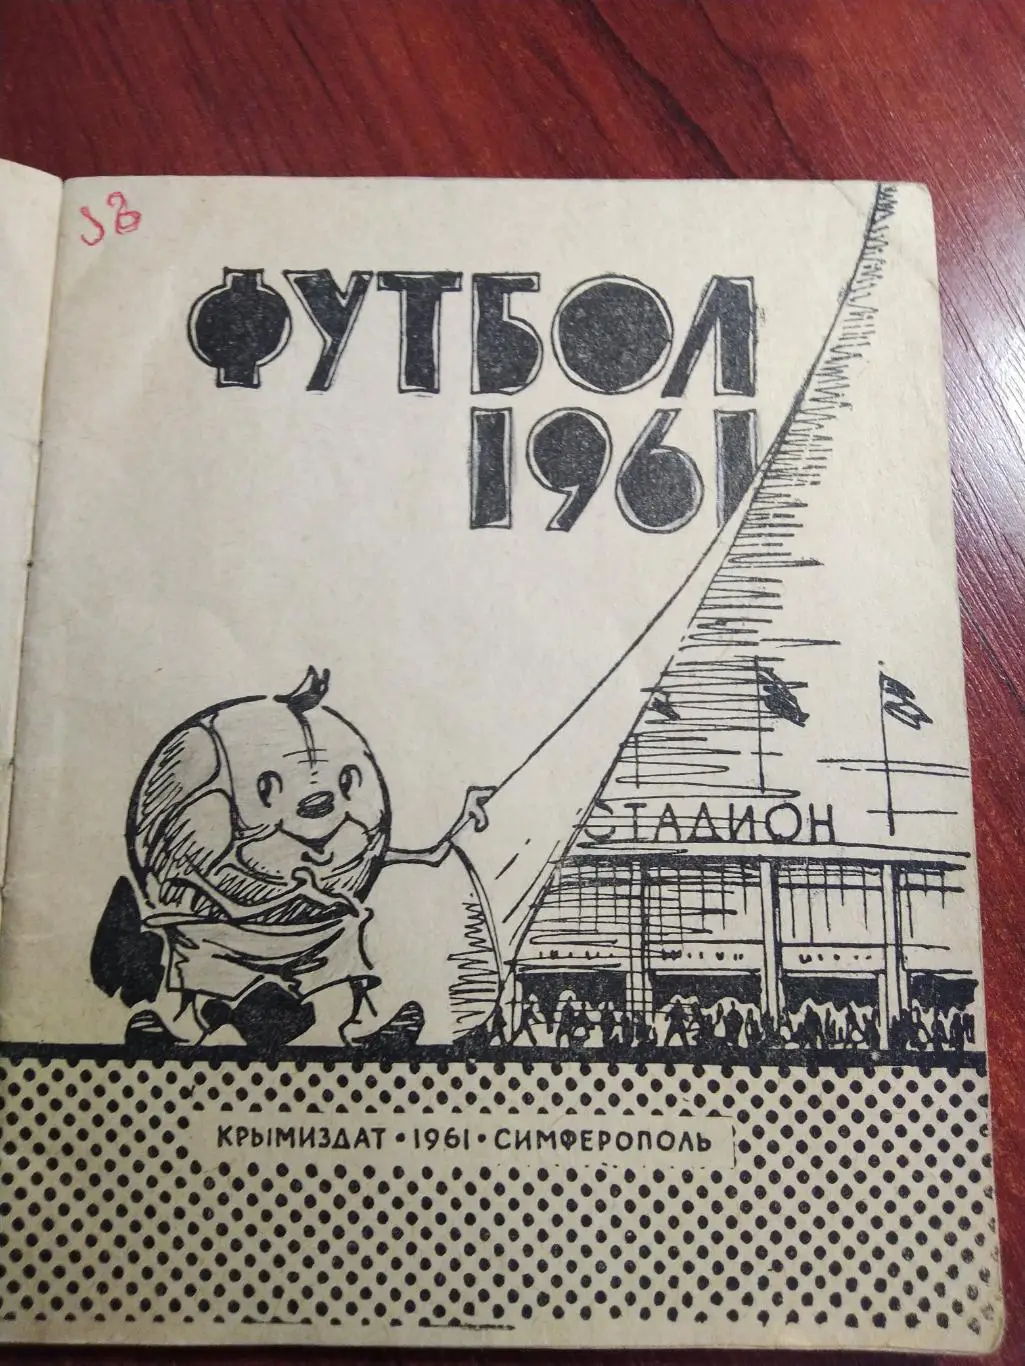 ФУТБОЛ
1961
СТАДИОН
КРЫМИЗДАТ • 1961 • СИМФЕРОПОЛЬ